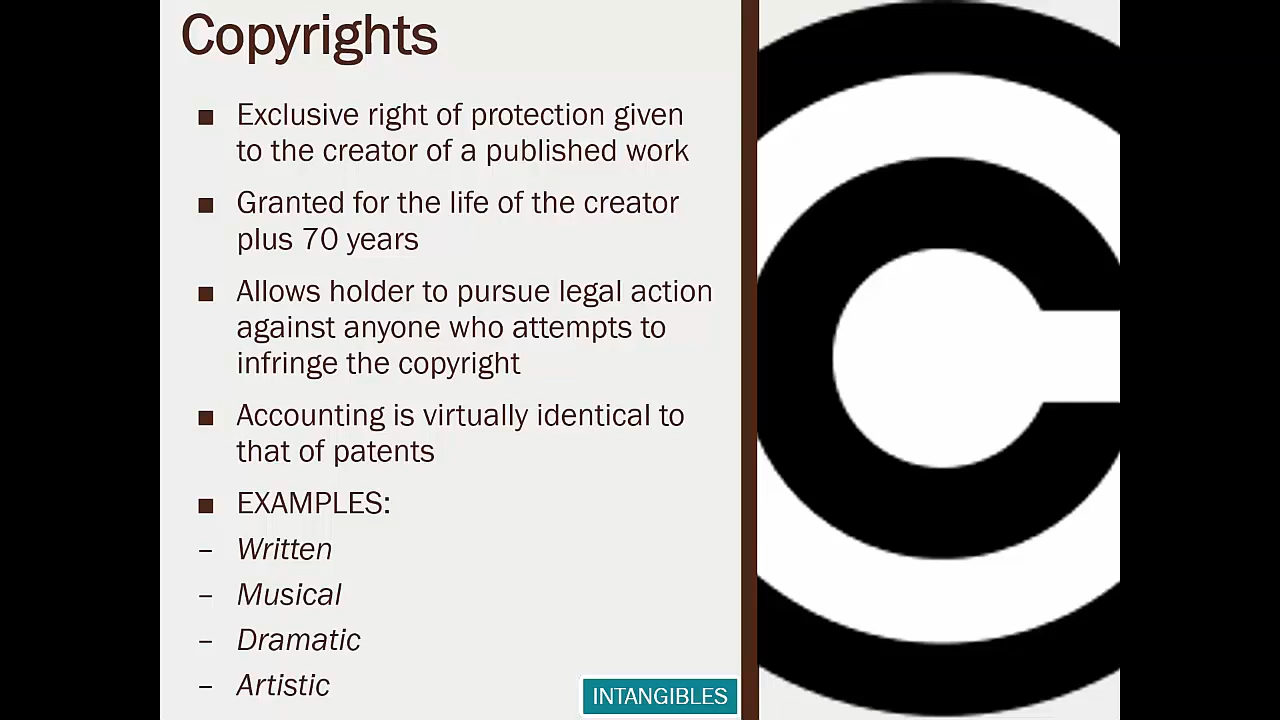 Copyrights
■ Exclusive right of protection given
to the creator of a published work
■ Granted for the life of the creator
plus 70 years
■ Allows holder to pursue legal action
against anyone who attempts to
infringe the copyright
■ Accounting is virtually identical to
that of patents
■ EXAMPLES:
– Written
– Musical
– Dramatic
– Artistic
INTANGIBLES